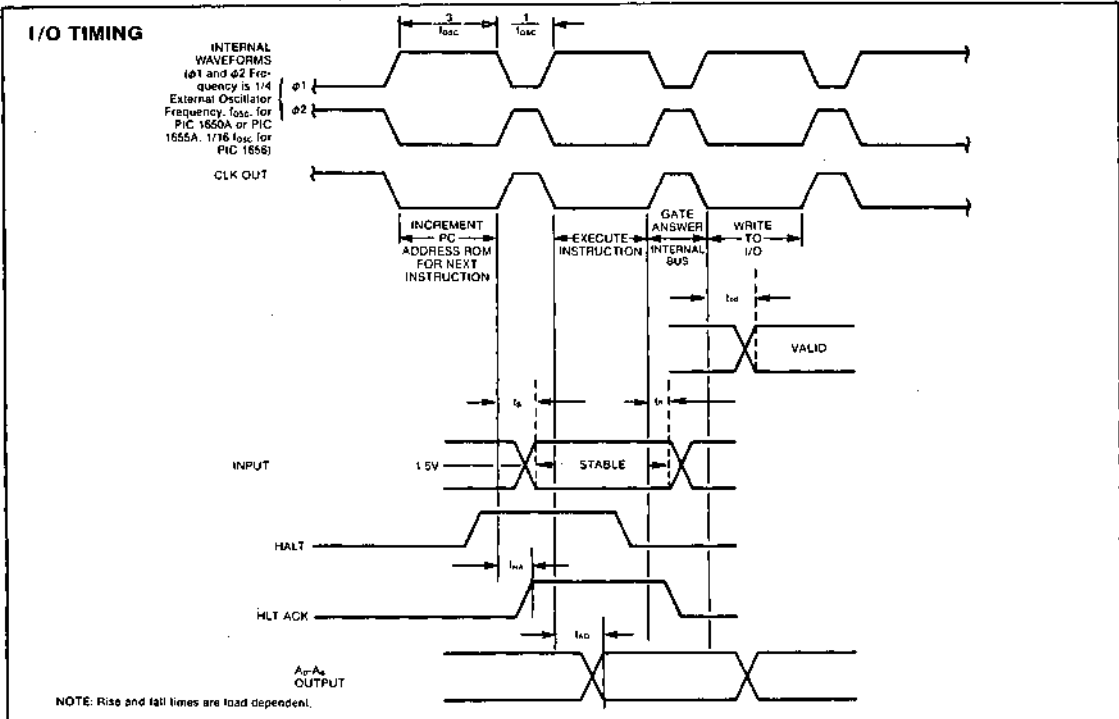 I/O TIMING
3
fosc
1
fosc
INTERNAL
WAVEFORMS
(φ1 and φ2 Fre-
quency is 1/4
External Oscillator
Frequency, fosc, for
PIC 1650A or PIC
1655A, 1/16 fosc for
PIC 1656)
φ1
φ2
CLK OUT
INCREMENT
PC
ADDRESS ROM
FOR NEXT
INSTRUCTION
EXECUTE
INSTRUCTION
GATE
ANSWER
INTERNAL
BUS
WRITE
TO
I/O
VALID
INPUT
1 5V
STABLE
HALT
tHA
HLT ACK
tAD
OUTPUT
NOTE: Rise and fall times are load dependent.